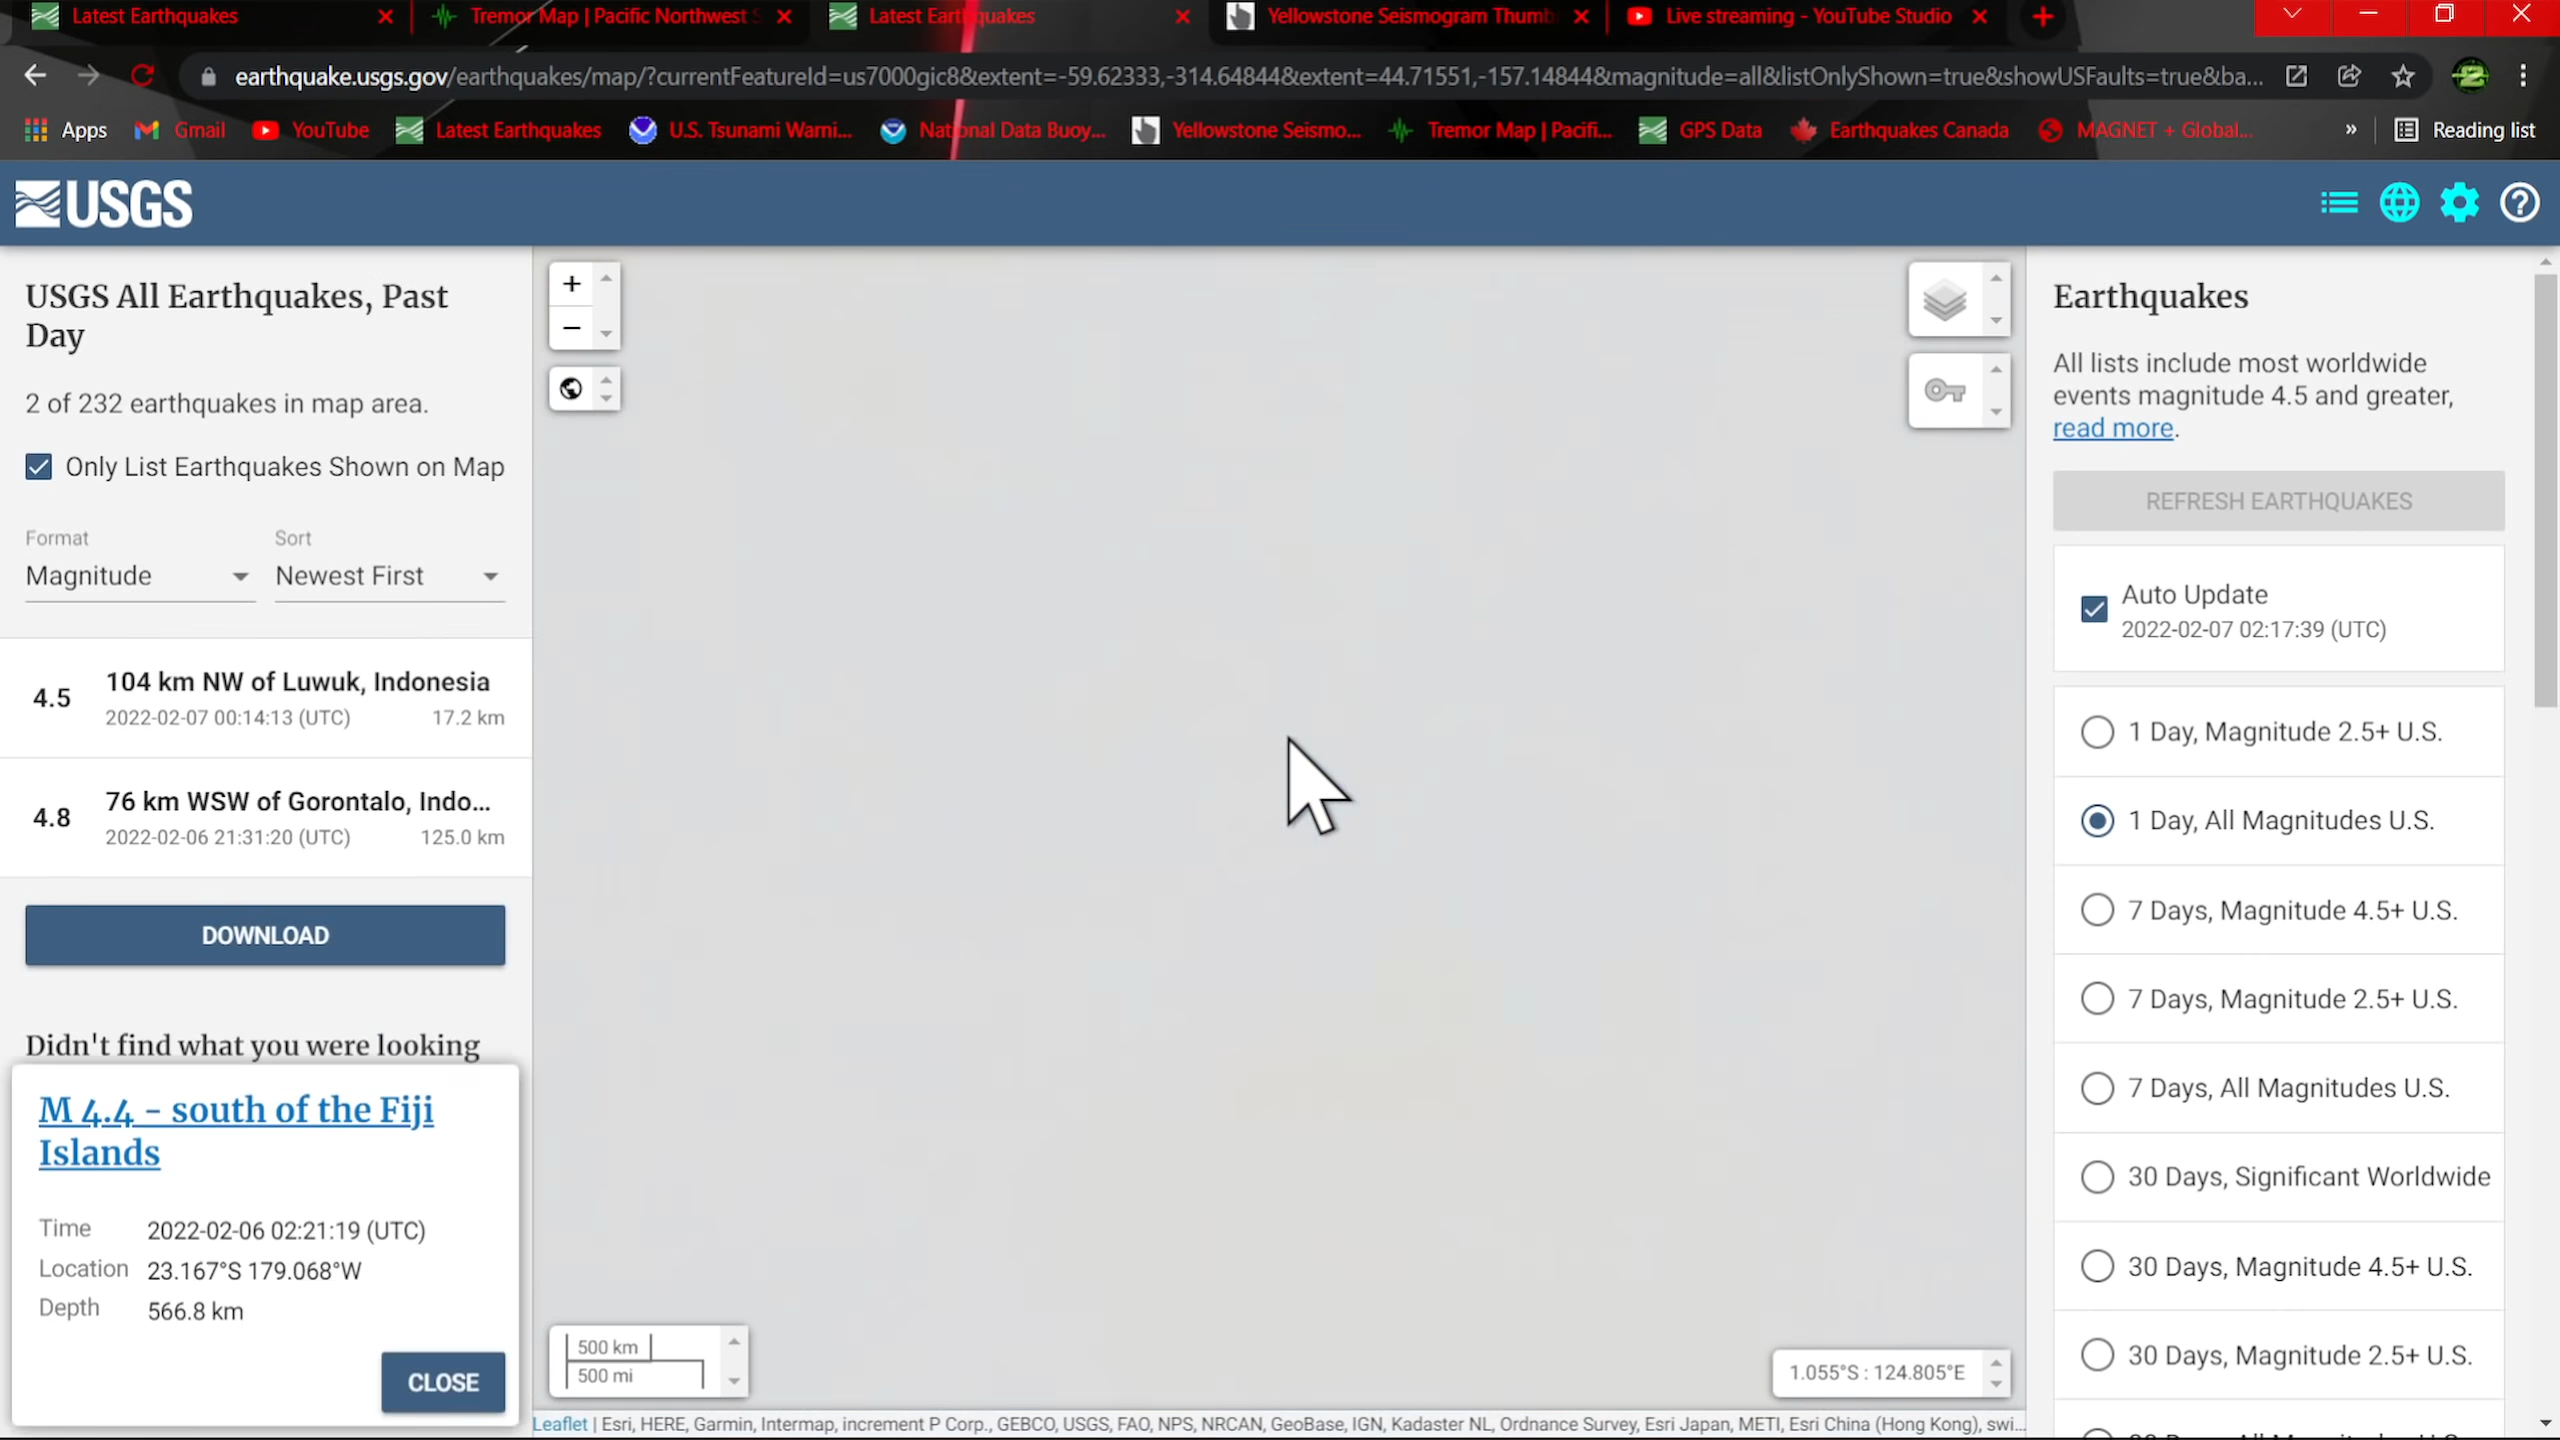 Latest Earthquakes
Tremor Map | Pacific Northwest S
Latest Earthquakes
Yellowstone Seismogram Thumb
Live streaming - YouTube Studio
earthquake.usgs.gov/earthquakes/map/?currentFeatureId=us7000gic8&extent=-59.62333,-314.64844&extent=44.71551,-157.14844&magnitude=all&listOnlyShown=true&showUSFaults=true&ba...
Apps
Gmail
YouTube
Latest Earthquakes
U.S. Tsunami Warni...
National Data Buoy...
Yellowstone Seismo...
Tremor Map | Pacifi...
GPS Data
Earthquakes Canada
MAGNET + Global...
»
Reading list
USGS
USGS All Earthquakes, Past
Day
2 of 232 earthquakes in map area.
Only List Earthquakes Shown on Map
Format
Sort
Magnitude
Newest First
4.5
104 km NW of Luwuk, Indonesia
2022-02-07 00:14:13 (UTC)
17.2 km
4.8
76 km WSW of Gorontalo, Indo...
2022-02-06 21:31:20 (UTC)
125.0 km
DOWNLOAD
Didn't find what you were looking
M 4.4 - south of the Fiji
Islands
Time 2022-02-06 02:21:19 (UTC)
Location 23.167°S 179.068°W
Depth 566.8 km
CLOSE
+
−
500 km
500 mi
1.055°S : 124.805°E
Leaflet | Esri, HERE, Garmin, Intermap, increment P Corp., GEBCO, USGS, FAO, NPS, NRCAN, GeoBase, IGN, Kadaster NL, Ordnance Survey, Esri Japan, METI, Esri China (Hong Kong), swi...
Earthquakes
All lists include most worldwide
events magnitude 4.5 and greater,
read more.
REFRESH EARTHQUAKES
Auto Update
2022-02-07 02:17:39 (UTC)
1 Day, Magnitude 2.5+ U.S.
1 Day, All Magnitudes U.S.
7 Days, Magnitude 4.5+ U.S.
7 Days, Magnitude 2.5+ U.S.
7 Days, All Magnitudes U.S.
30 Days, Significant Worldwide
30 Days, Magnitude 4.5+ U.S.
30 Days, Magnitude 2.5+ U.S.